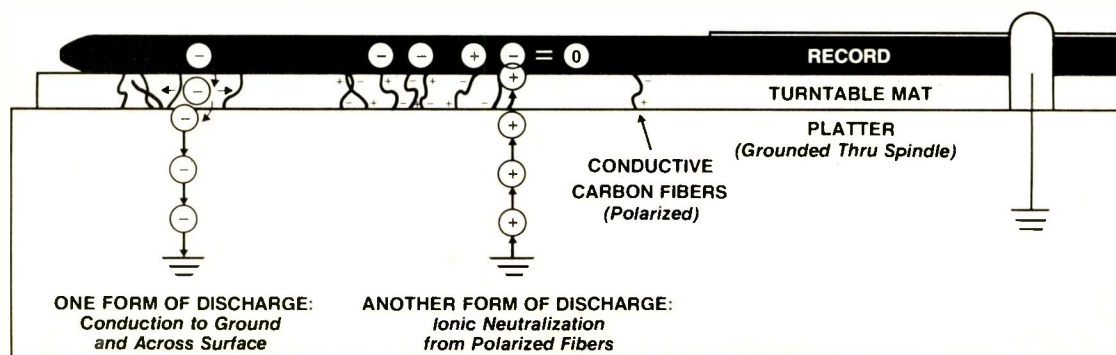 − − − + − = 0
RECORD
TURNTABLE MAT
PLATTER
(Grounded Thru Spindle)
CONDUCTIVE
CARBON FIBERS
(Polarized)
ONE FORM OF DISCHARGE:
Conduction to Ground
and Across Surface
ANOTHER FORM OF DISCHARGE:
Ionic Neutralization
from Polarized Fibers